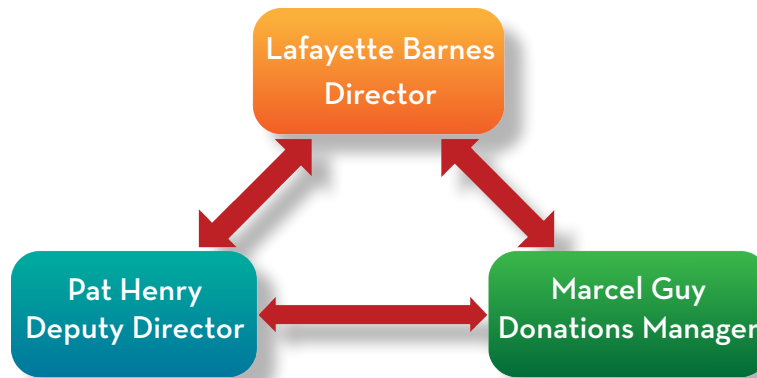 Lafayette Barnes
Director
Pat Henry
Deputy Director
Marcel Guy
Donations Manager